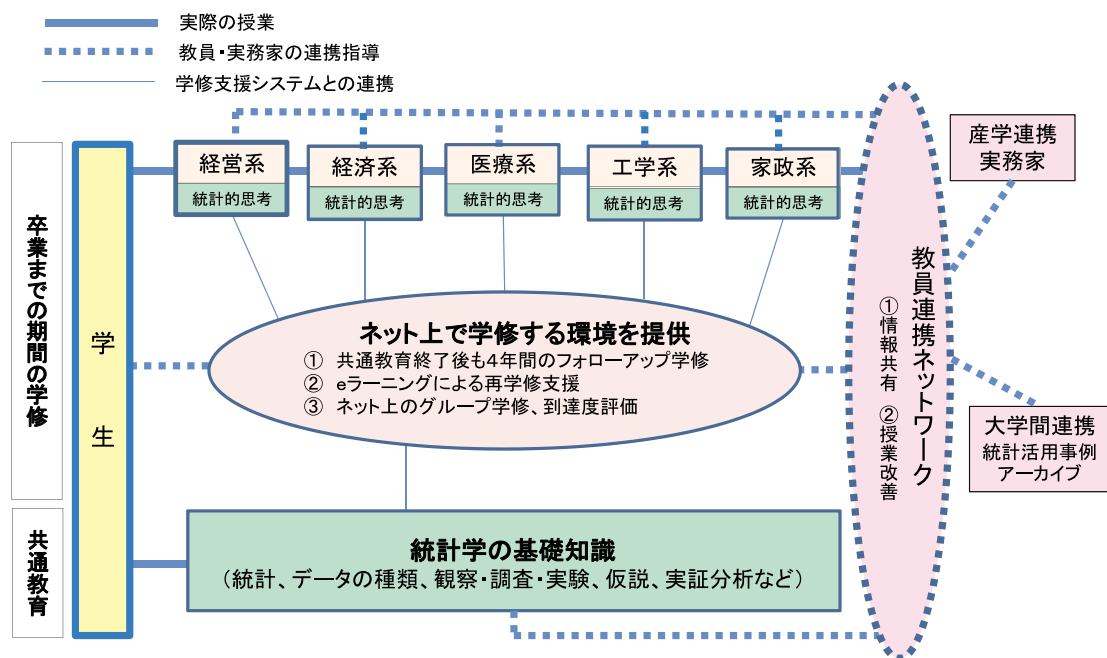 実際の授業
教員・実務家の連携指導
学修支援システムとの連携
卒業までの期間の学修
共通教育
学生
経営系
統計的思考
経済系
統計的思考
医療系
統計的思考
工学系
統計的思考
家政系
統計的思考
ネット上で学修する環境を提供
① 共通教育終了後も4年間のフォローアップ学修
② eラーニングによる再学修支援
③ ネット上のグループ学修、到達度評価
統計学の基礎知識
（統計、データの種類、観察・調査・実験、仮説、実証分析など）
教員連携ネットワーク
①情報共有 ②授業改善
産学連携
実務家
大学間連携
統計活用事例
アーカイブ